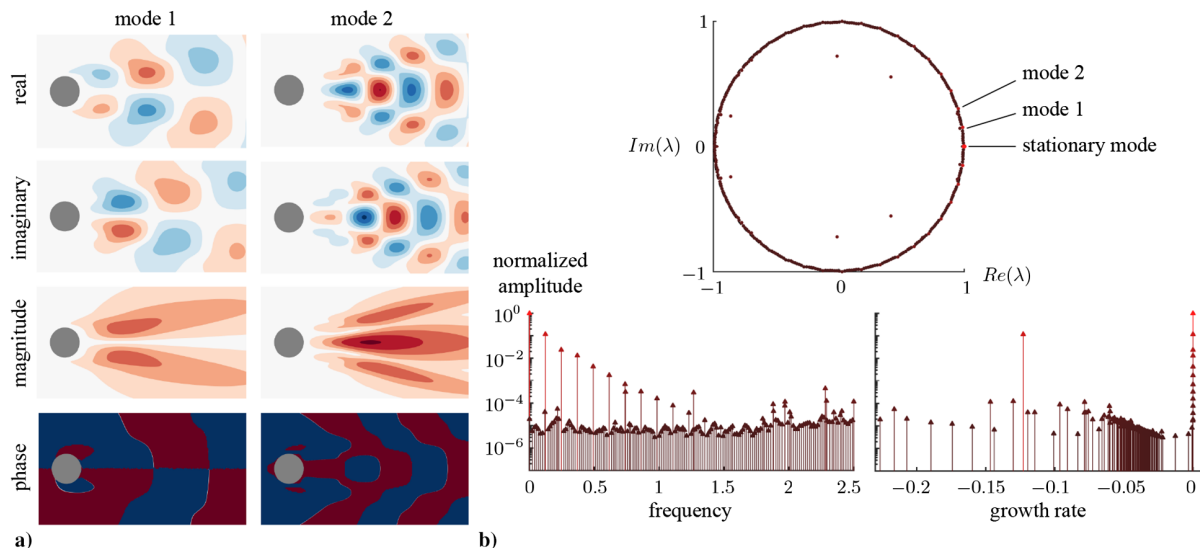 mode 1
mode 2
real
imaginary
magnitude
phase
a)
1
Im(λ)
0
−1
−1
0
1
Re(λ)
mode 2
mode 1
stationary mode
normalized
amplitude
10^0
10^−2
10^−4
10^−6
0
0.5
1
1.5
2
2.5
frequency
−0.2
−0.15
−0.1
−0.05
0
growth rate
b)